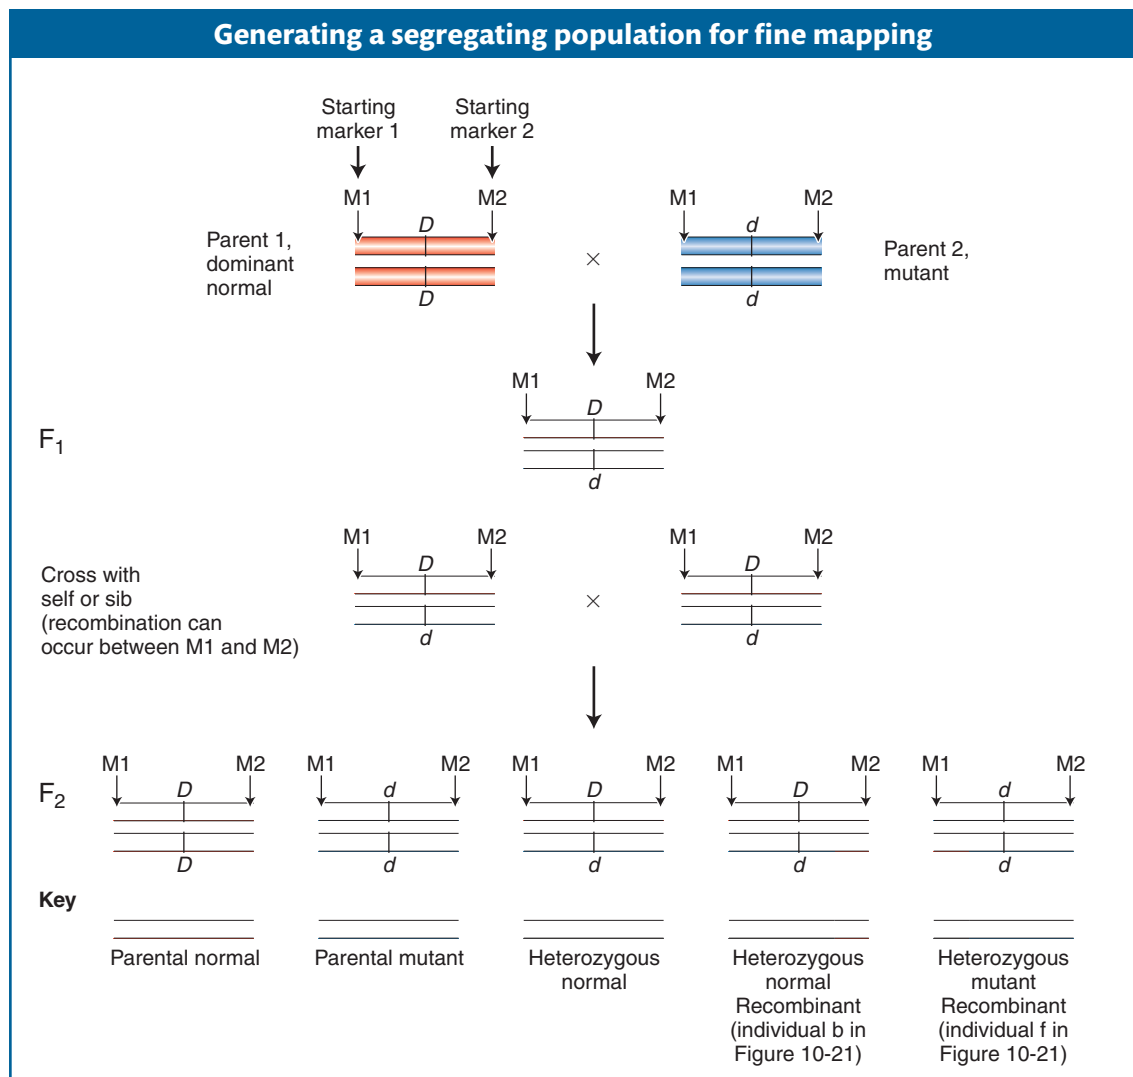 Generating a segregating population for fine mapping
Starting
marker 1
Starting
marker 2
M1
M2
M1
M2
D
d
Parent 1,
dominant
normal
×
Parent 2,
mutant
D
d
M1
M2
D
F1
d
M1
M2
M1
M2
D
D
Cross with
self or sib
(recombination can
occur between M1 and M2)
×
d
d
M1
M2
M1
M2
M1
M2
M1
M2
M1
M2
F2
D
d
D
D
d
D
d
d
d
d
Key
Parental normal
Parental mutant
Heterozygous
normal
Heterozygous
normal
Recombinant
(individual b in
Figure 10-21)
Heterozygous
mutant
Recombinant
(individual f in
Figure 10-21)